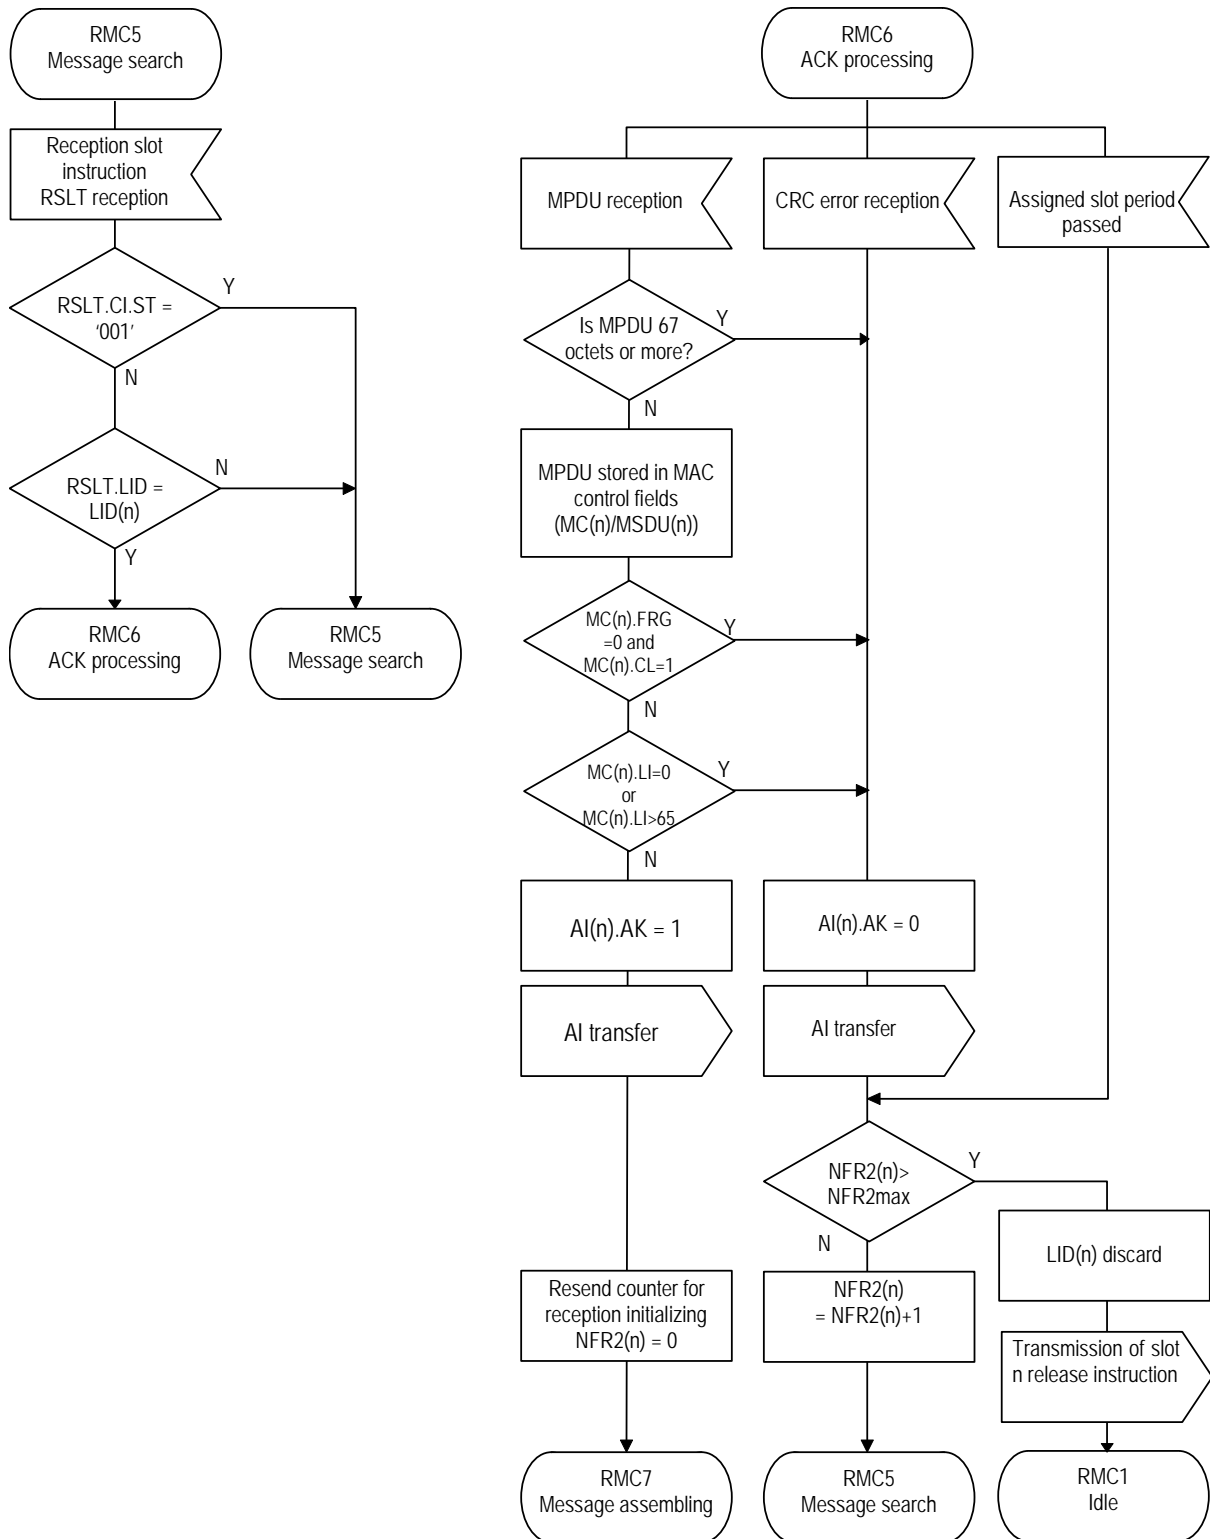 RMC5
Message search
Reception slot
instruction
RSLT reception
RSLT.CI.ST =
‘001’
Y
N
RSLT.LID =
LID(n)
N
Y
RMC6
ACK processing
RMC5
Message search
RMC6
ACK processing
MPDU reception
CRC error reception
Assigned slot period
passed
Is MPDU 67
octets or more?
Y
N
MPDU stored in MAC
control fields
(MC(n)/MSDU(n))
MC(n).FRG
=0 and
MC(n).CL=1
Y
N
MC(n).LI=0
or
MC(n).LI>65
Y
N
AI(n).AK = 1
AI(n).AK = 0
AI transfer
AI transfer
NFR2(n)>
NFR2max
Y
N
LID(n) discard
Resend counter for
reception initializing
NFR2(n) = 0
NFR2(n)
= NFR2(n)+1
Transmission of slot
n release instruction
RMC7
Message assembling
RMC5
Message search
RMC1
Idle